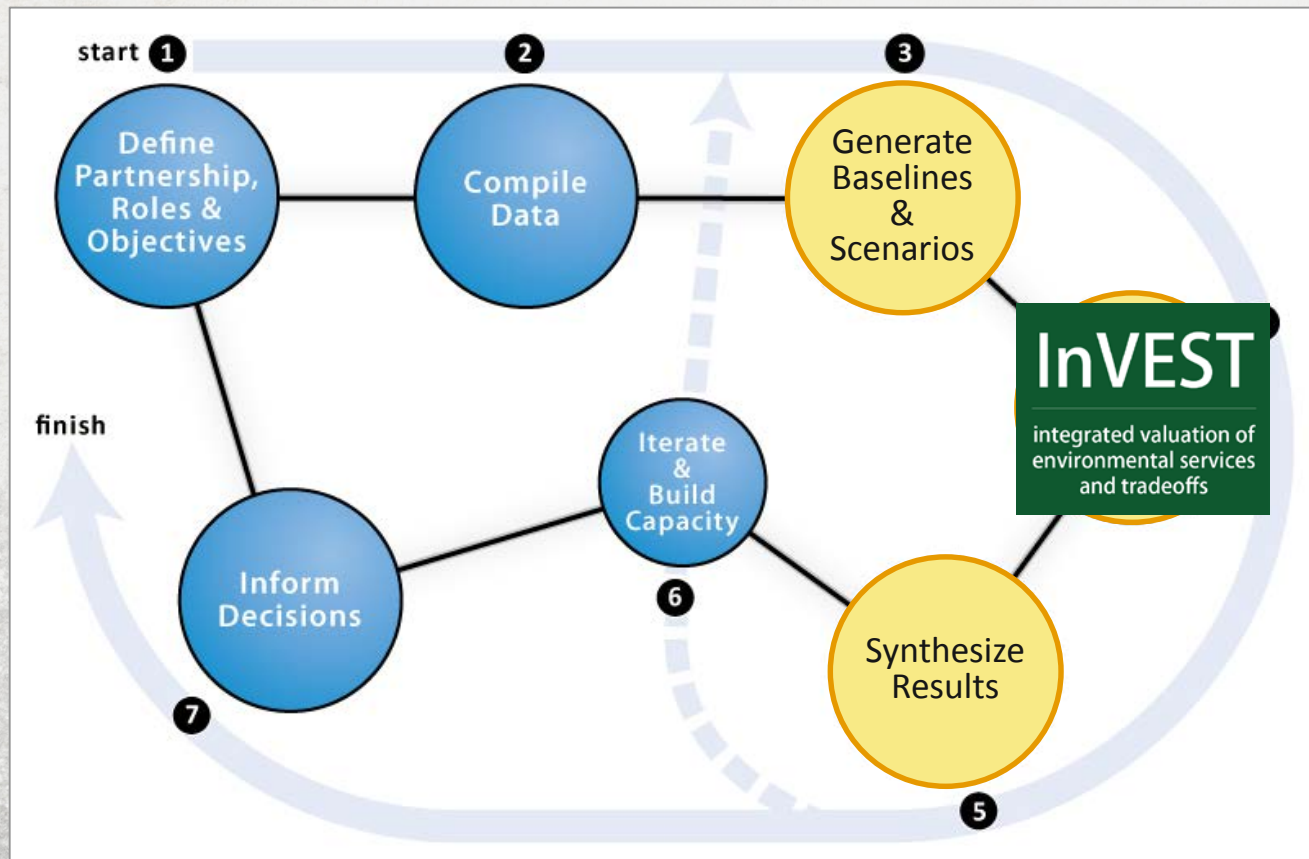 start 1
2
3
Define
Partnership,
Roles &
Objectives
Compile
Data
Generate
Baselines
&
Scenarios
InVEST
integrated valuation of
environmental services
and tradeoffs
Synthesize
Results
5
Iterate
&
Build
Capacity
6
Inform
Decisions
7
finish